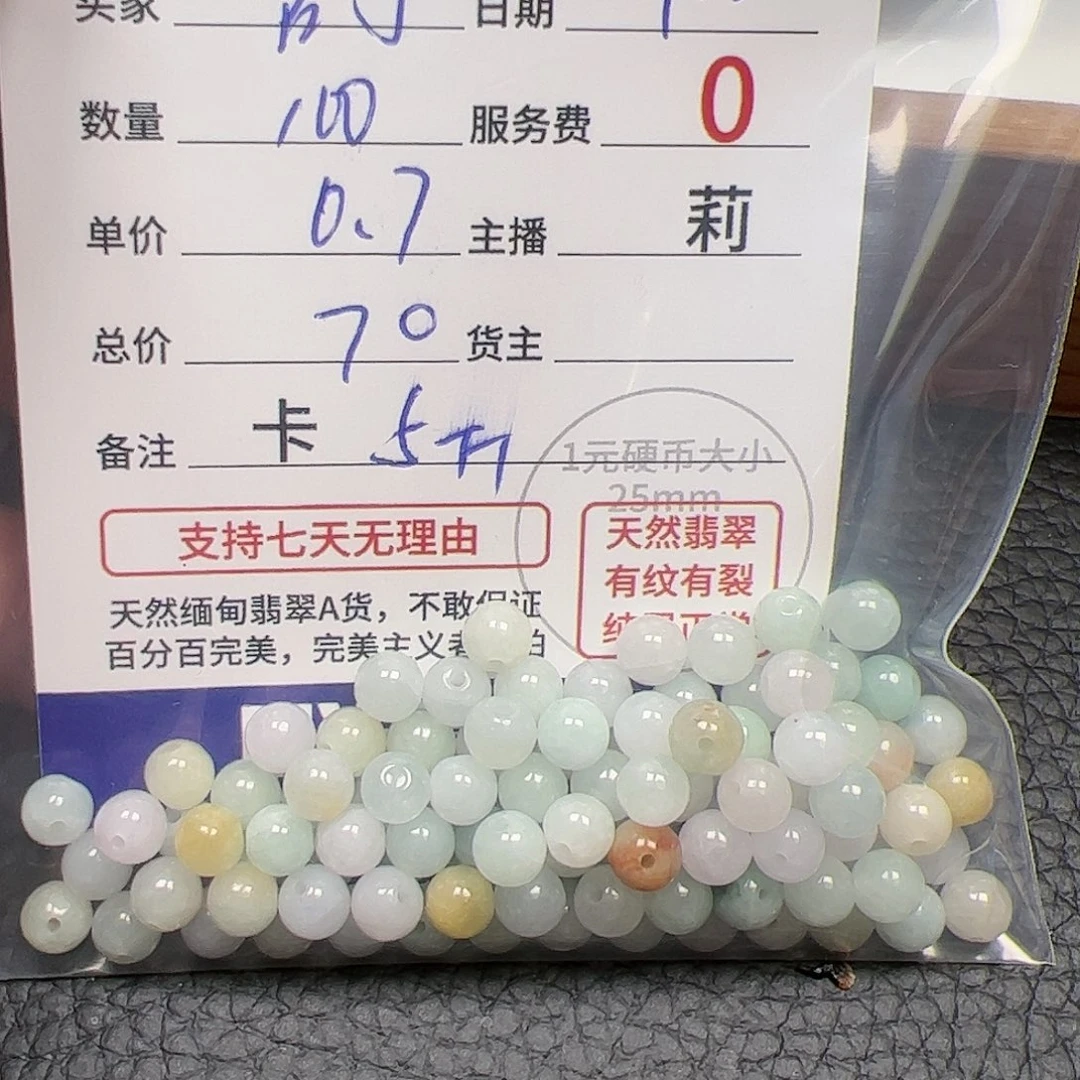 买家 日期
数量 100 服务费 0
单价 0.7 主播 莉
总价 70 货主
备注 卡 5
1元硬币大小
25mm
支持七天无理由
天然翡翠
有纹有裂
天然缅甸翡翠A货，不敢保证
百分百完美，完美主义者